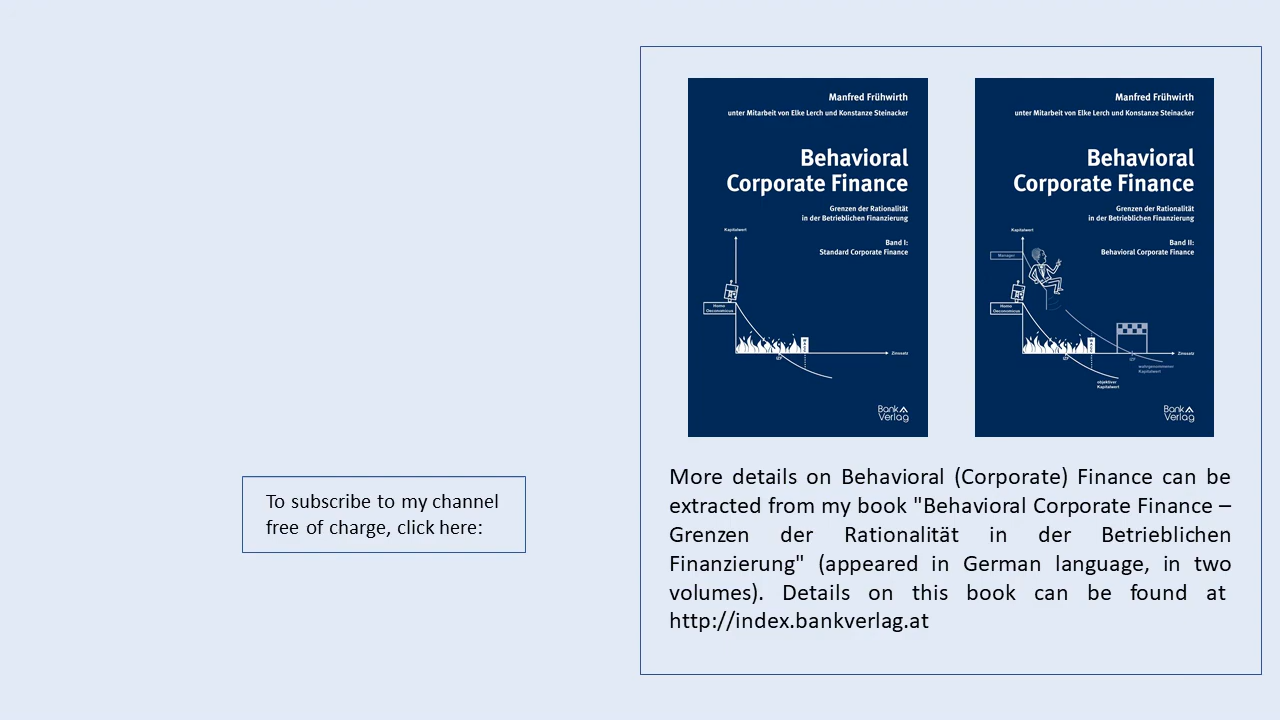 Manfred Frühwirth
unter Mitarbeit von Elke Lerch und Konstanze Steinacker
Behavioral
Corporate Finance
Grenzen der Rationalität
in der Betrieblichen Finanzierung
Kapitalwert
Band I:
Standard Corporate Finance
Homo
Oeconomicus
Zinssatz
IZF
Bank
Verlag
Manfred Frühwirth
unter Mitarbeit von Elke Lerch und Konstanze Steinacker
Behavioral
Corporate Finance
Grenzen der Rationalität
in der Betrieblichen Finanzierung
Kapitalwert
Band II:
Behavioral Corporate Finance
Manager
Homo
Oeconomicus
Zinssatz
IZF
IZF
wahrgenommener
Kapitalwert
objektiver
Kapitalwert
Bank
Verlag
To subscribe to my channel
free of charge, click here:
More details on Behavioral (Corporate) Finance can be
extracted from my book "Behavioral Corporate Finance –
Grenzen der Rationalität in der Betrieblichen
Finanzierung" (appeared in German language, in two
volumes). Details on this book can be found at
http://index.bankverlag.at